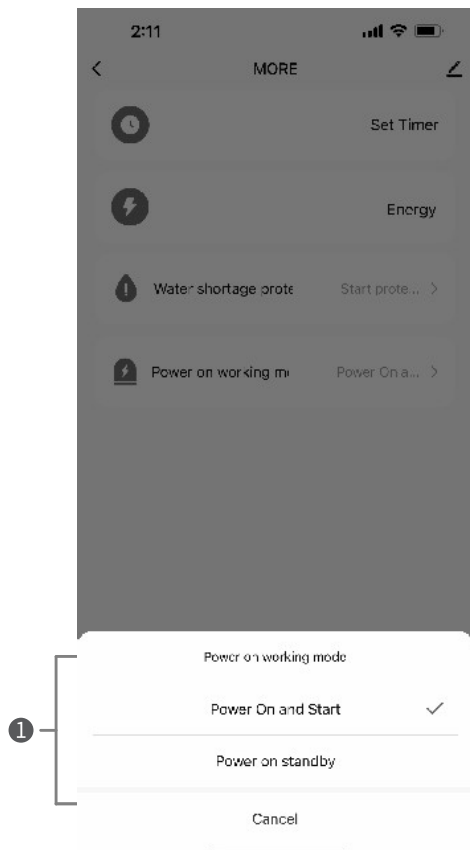 2:11
MORE
Set Timer
Energy
Water shortage prote Start prote...
Power on working m Power On a...
Power on working mode
Power On and Start
❶
Power on standby
Cancel